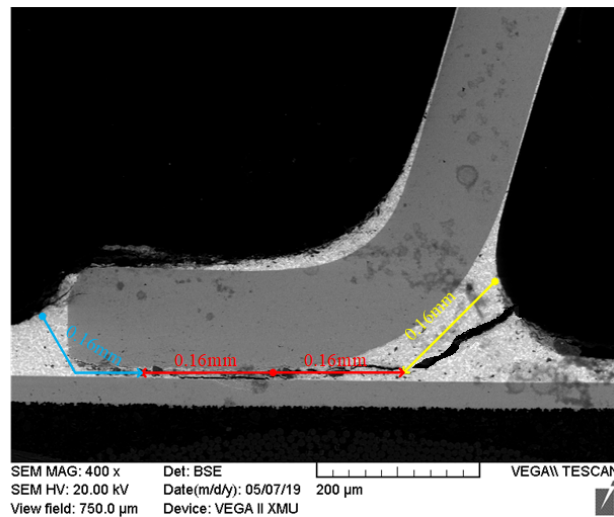 0.16mm
0.16mm
0.16mm
0.16mm
SEM MAG: 400 x Det: BSE VEGA\\ TESCAN
SEM HV: 20.00 kV Date(m/d/y): 05/07/19 200 µm
View field: 750.0 µm Device: VEGA II XMU